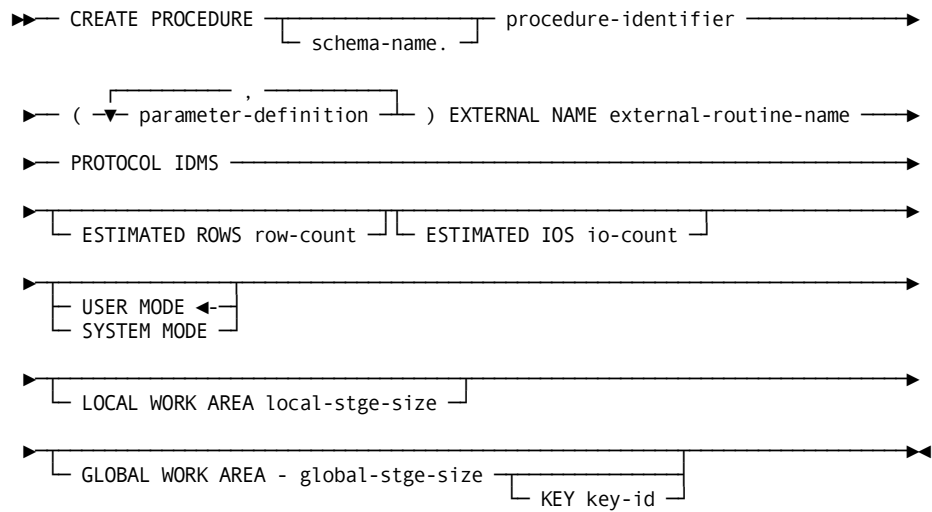 CREATE PROCEDURE procedure-identifier
schema-name.
,
( parameter-definition ) EXTERNAL NAME external-routine-name
PROTOCOL IDMS
ESTIMATED ROWS row-count ESTIMATED IOS io-count
USER MODE
SYSTEM MODE
LOCAL WORK AREA local-stge-size
GLOBAL WORK AREA - global-stge-size
KEY key-id